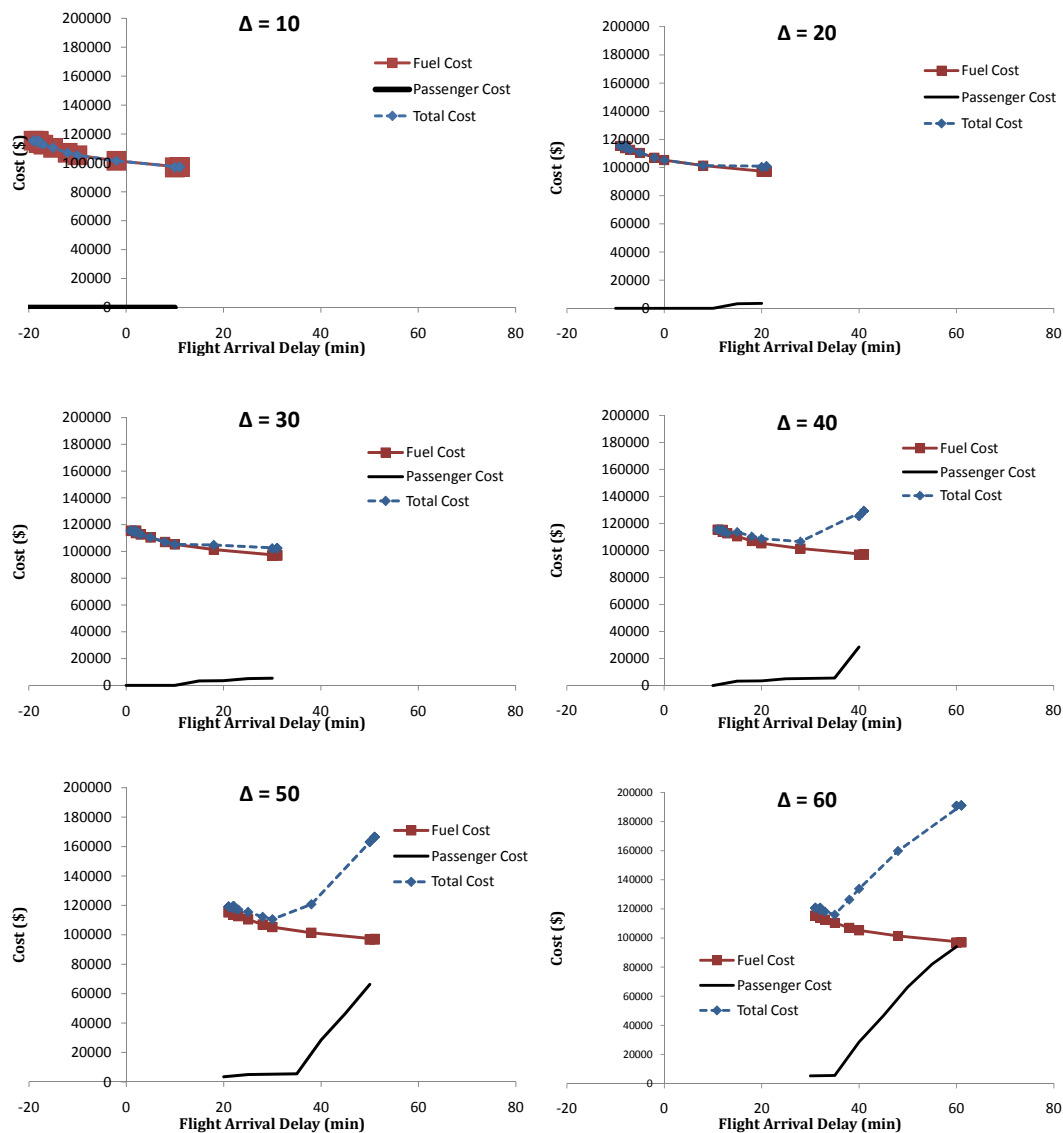 Δ = 10
200000
180000
160000
140000
120000
100000
80000
60000
40000
20000
0
-20 0 20 40 60 80
Cost ($)
Flight Arrival Delay (min)
Fuel Cost
Passenger Cost
Total Cost
Δ = 20
200000
180000
160000
140000
120000
100000
80000
60000
40000
20000
0
-20 0 20 40 60 80
Cost ($)
Flight Arrival Delay (min)
Fuel Cost
Passenger Cost
Total Cost
Δ = 30
200000
180000
160000
140000
120000
100000
80000
60000
40000
20000
0
-20 0 20 40 60 80
Cost ($)
Flight Arrival Delay (min)
Fuel Cost
Passenger Cost
Total Cost
Δ = 40
200000
180000
160000
140000
120000
100000
80000
60000
40000
20000
0
-20 0 20 40 60 80
Cost ($)
Flight Arrival Delay (min)
Fuel Cost
Passenger Cost
Total Cost
Δ = 50
200000
180000
160000
140000
120000
100000
80000
60000
40000
20000
0
-20 0 20 40 60 80
Cost ($)
Flight Arrival Delay (min)
Fuel Cost
Passenger Cost
Total Cost
Δ = 60
200000
180000
160000
140000
120000
100000
80000
60000
40000
20000
0
-20 0 20 40 60 80
Cost ($)
Flight Arrival Delay (min)
Fuel Cost
Passenger Cost
Total Cost